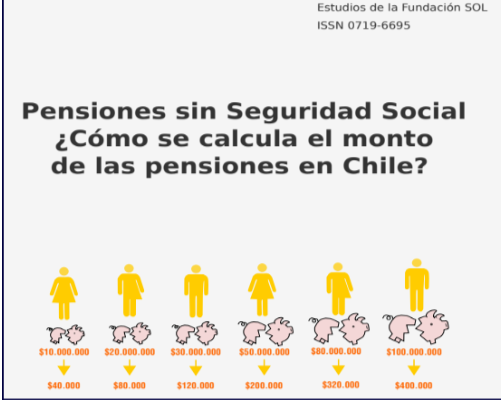 Estudios de la Fundación SOL
ISSN 0719-6695
Pensiones sin Seguridad Social
¿Cómo se calcula el monto
de las pensiones en Chile?
$10.000.000 $20.000.000 $30.000.000 $50.000.000 $80.000.000 $100.000.000
$40.000 $80.000 $120.000 $200.000 $320.000 $400.000